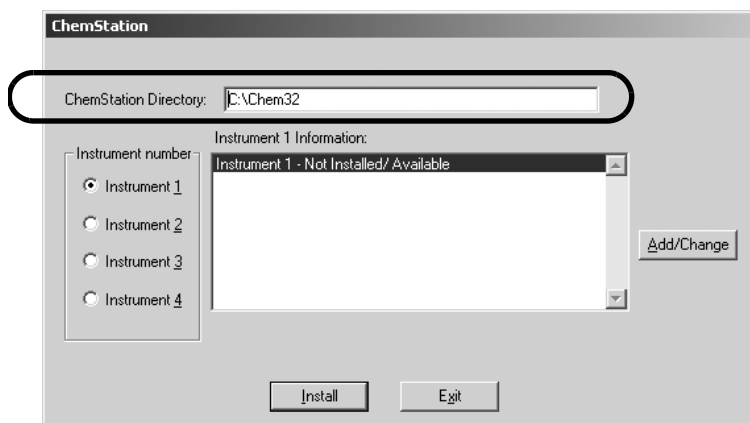 ChemStation
ChemStation Directory: C:\Chem32
Instrument number
Instrument 1
Instrument 2
Instrument 3
Instrument 4
Instrument 1 Information:
Instrument 1 - Not Installed/ Available
Add/Change
Install
Exit